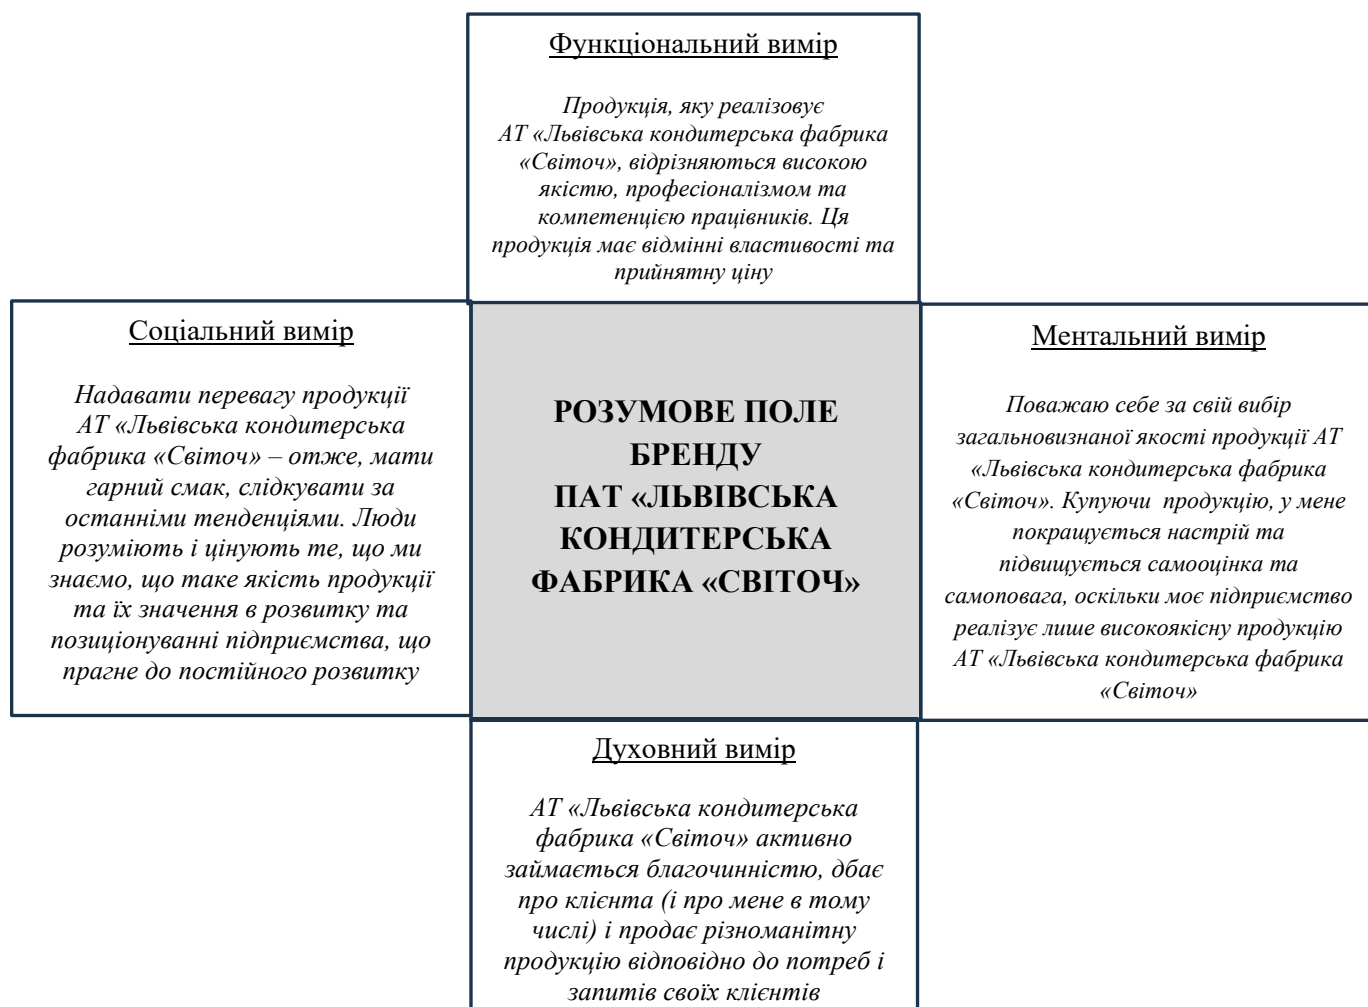 Функціональний вимір
Продукція, яку реалізовує
АТ «Львівська кондитерська фабрика
«Світоч», відрізняються високою
якістю, професіоналізмом та
компетенцією працівників. Ця
продукція має відмінні властивості та
прийнятну ціну
Соціальний вимір
Надавати перевагу продукції
АТ «Львівська кондитерська
фабрика «Світоч» – отже, мати
гарний смак, слідкувати за
останніми тенденціями. Люди
розуміють і цінують те, що ми
знаємо, що таке якість продукції
та їх значення в розвитку та
позиціонуванні підприємства, що
прагне до постійного розвитку
РОЗУМОВЕ ПОЛЕ
БРЕНДУ
ПАТ «ЛЬВІВСЬКА
КОНДИТЕРСЬКА
ФАБРИКА «СВІТОЧ»
Ментальний вимір
Поважаю себе за свій вибір
загальновизнаної якості продукції АТ
«Львівська кондитерська фабрика
«Світоч». Купуючи продукцію, у мене
покращується настрій та
підвищується самооцінка та
самоповага, оскільки моє підприємство
реалізує лише високоякісну продукцію
АТ «Львівська кондитерська фабрика
«Світоч»
Духовний вимір
АТ «Львівська кондитерська
фабрика «Світоч» активно
займається благочинністю, дбає
про клієнта (і про мене в тому
числі) і продає різноманітну
продукцію відповідно до потреб і
запитів своїх клієнтів